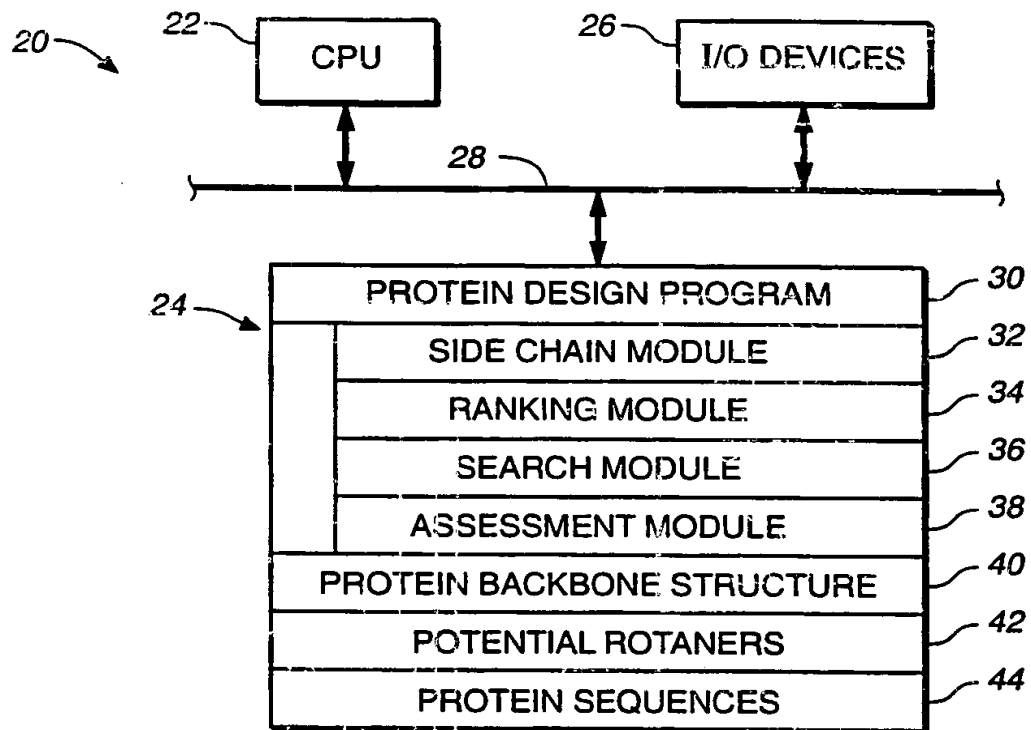 20
22
CPU
26
I/O DEVICES
28
24
PROTEIN DESIGN PROGRAM 30
SIDE CHAIN MODULE 32
RANKING MODULE 34
SEARCH MODULE 36
ASSESSMENT MODULE 38
PROTEIN BACKBONE STRUCTURE 40
POTENTIAL ROTANERS 42
PROTEIN SEQUENCES 44